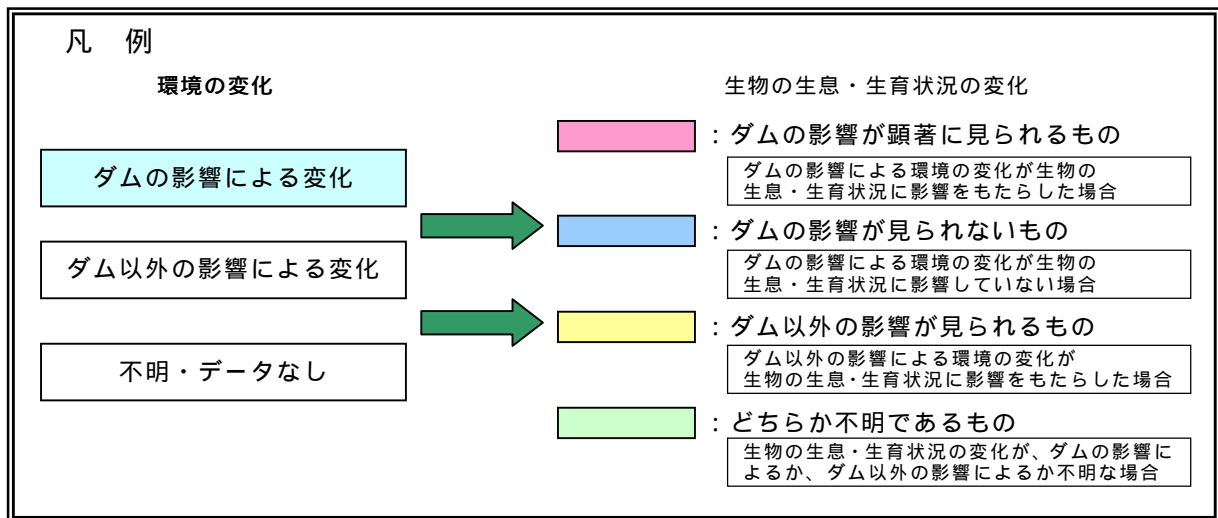 凡 例
環境の変化
ダムの影響による変化
ダム以外の影響による変化
不明・データなし
生物の生息・生育状況の変化
：ダムの影響が顕著に見られるもの
ダムの影響による環境の変化が生物の
生息・生育状況に影響をもたらした場合
：ダムの影響が見られないもの
ダムの影響による環境の変化が生物の
生息・生育状況に影響していない場合
：ダム以外の影響が見られるもの
ダム以外の影響による環境の変化が
生物の生息・生育状況に影響をもたらした場合
：どちらか不明であるもの
生物の生息・生育状況の変化が、ダムの影響に
よるか、ダム以外の影響によるか不明な場合